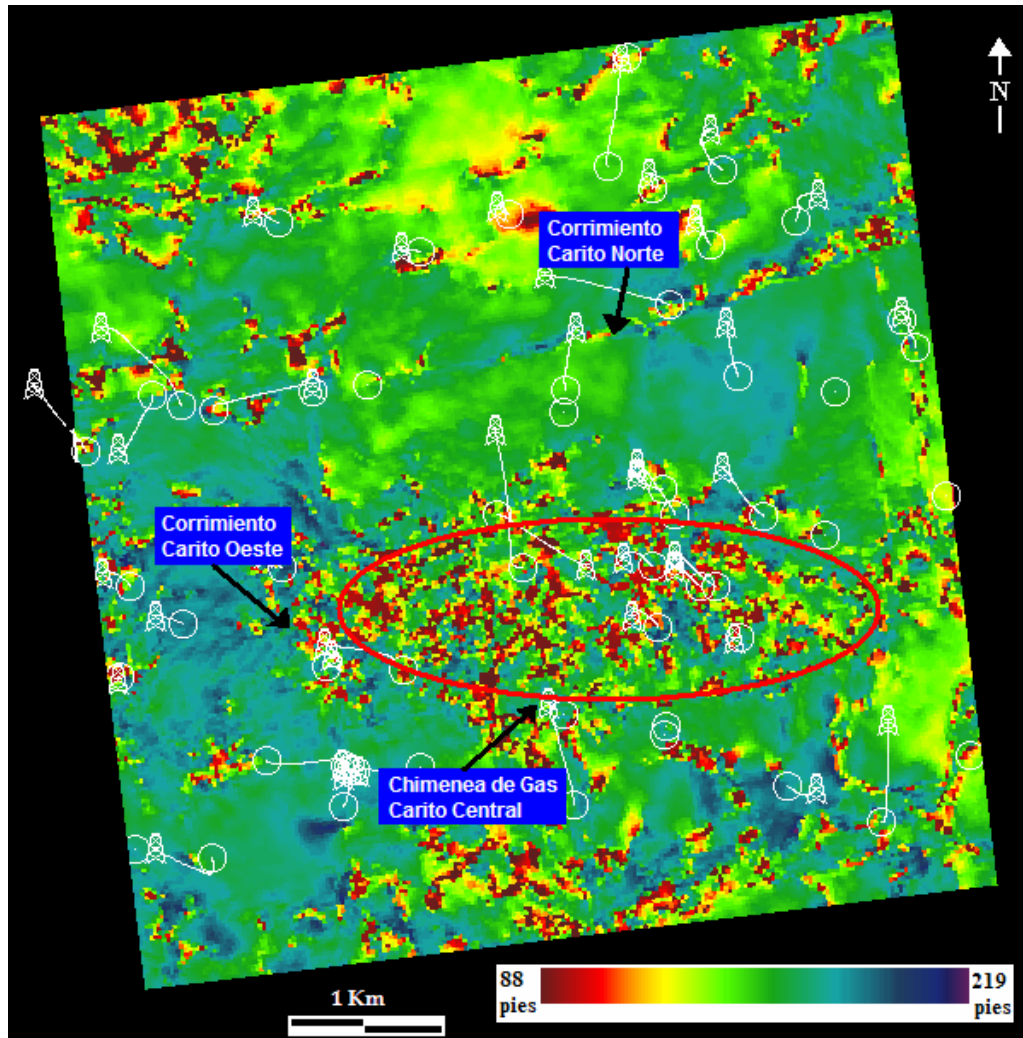 N
Corrimiento
Carito Norte
Corrimiento
Carito Oeste
Chimenea de Gas
Carito Central
88
pies
219
pies
1 Km